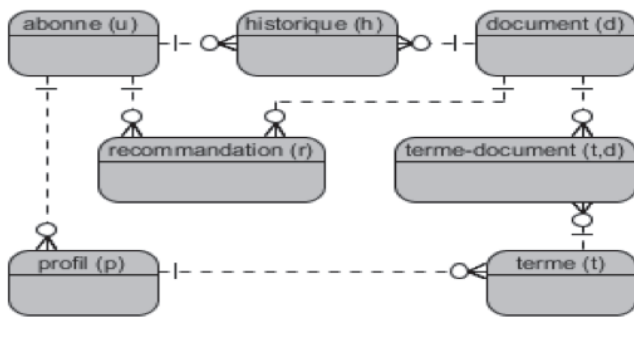 abonne (u)
historique (h)
document (d)
recommandation (r)
terme-document (t,d)
profil (p)
terme (t)